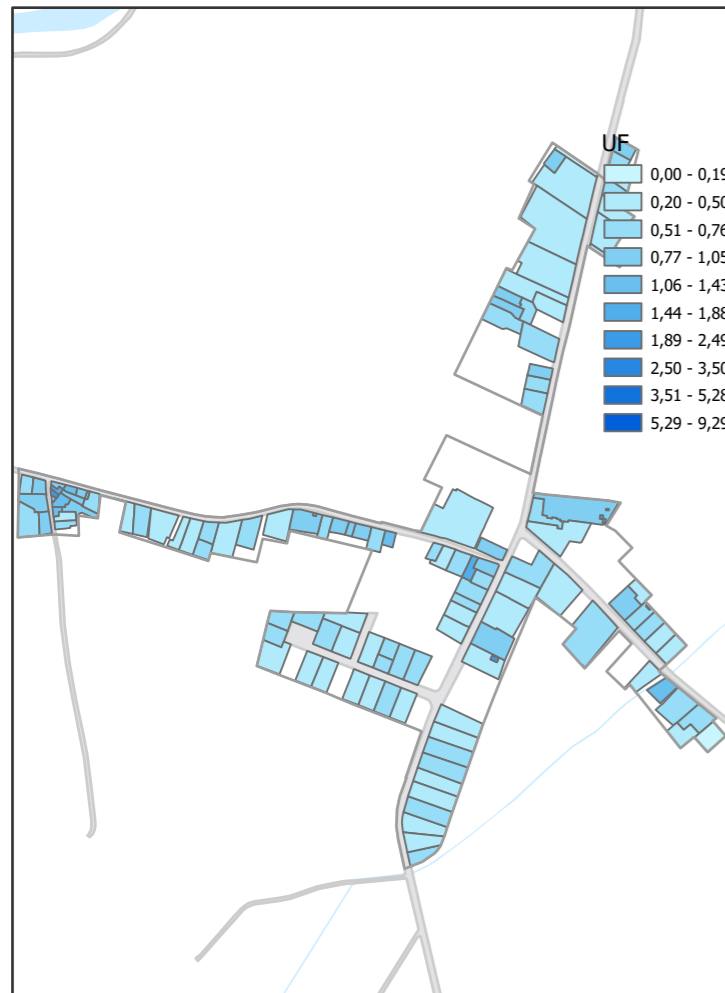 UF
0,00 - 0,19
0,20 - 0,50
0,51 - 0,76
0,77 - 1,05
1,06 - 1,43
1,44 - 1,88
1,89 - 2,49
2,50 - 3,50
3,51 - 5,28
5,29 - 9,29